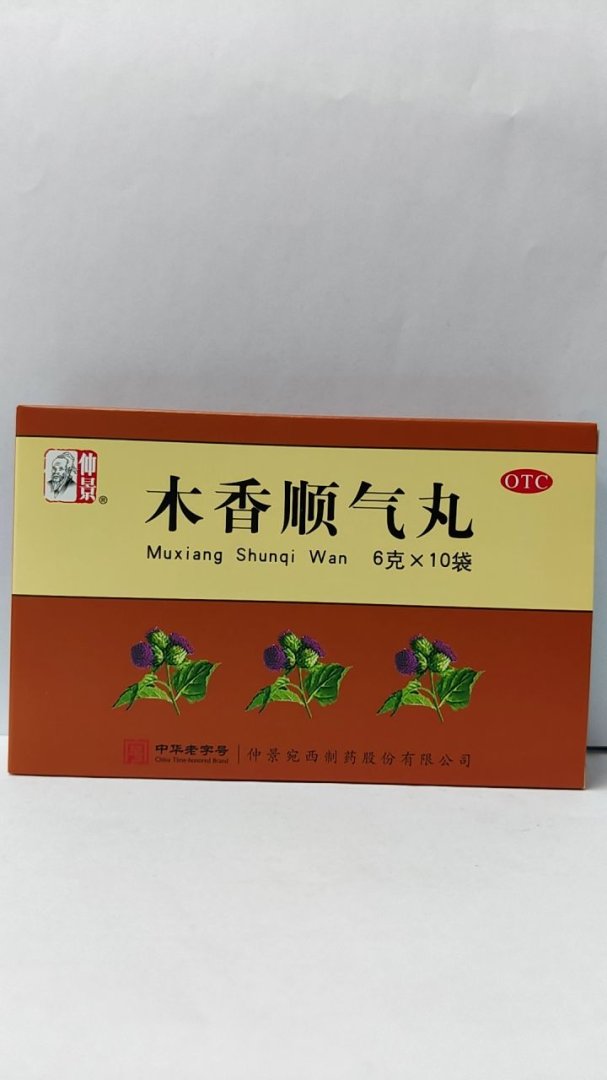 仲景®
木香顺气丸
OTC
Muxiang Shunqi Wan 6克×10袋
中华老字号
China Time-honored Brand
仲景宛西制药股份有限公司